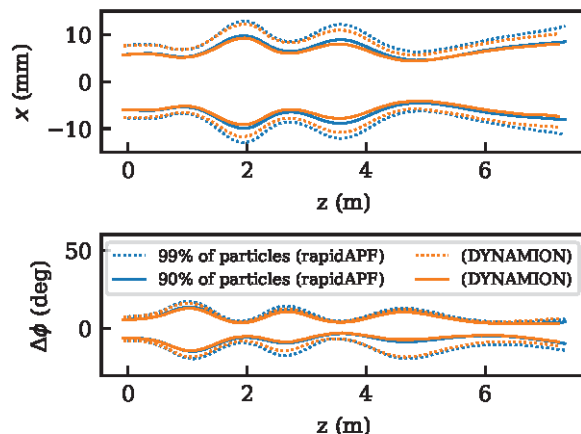 10
0
−10
x (mm)
0 2 4 6
z (m)
50
0
Δϕ (deg)
99% of particles (rapidAPF) (DYNAMION)
90% of particles (rapidAPF) (DYNAMION)
0 2 4 6
z (m)